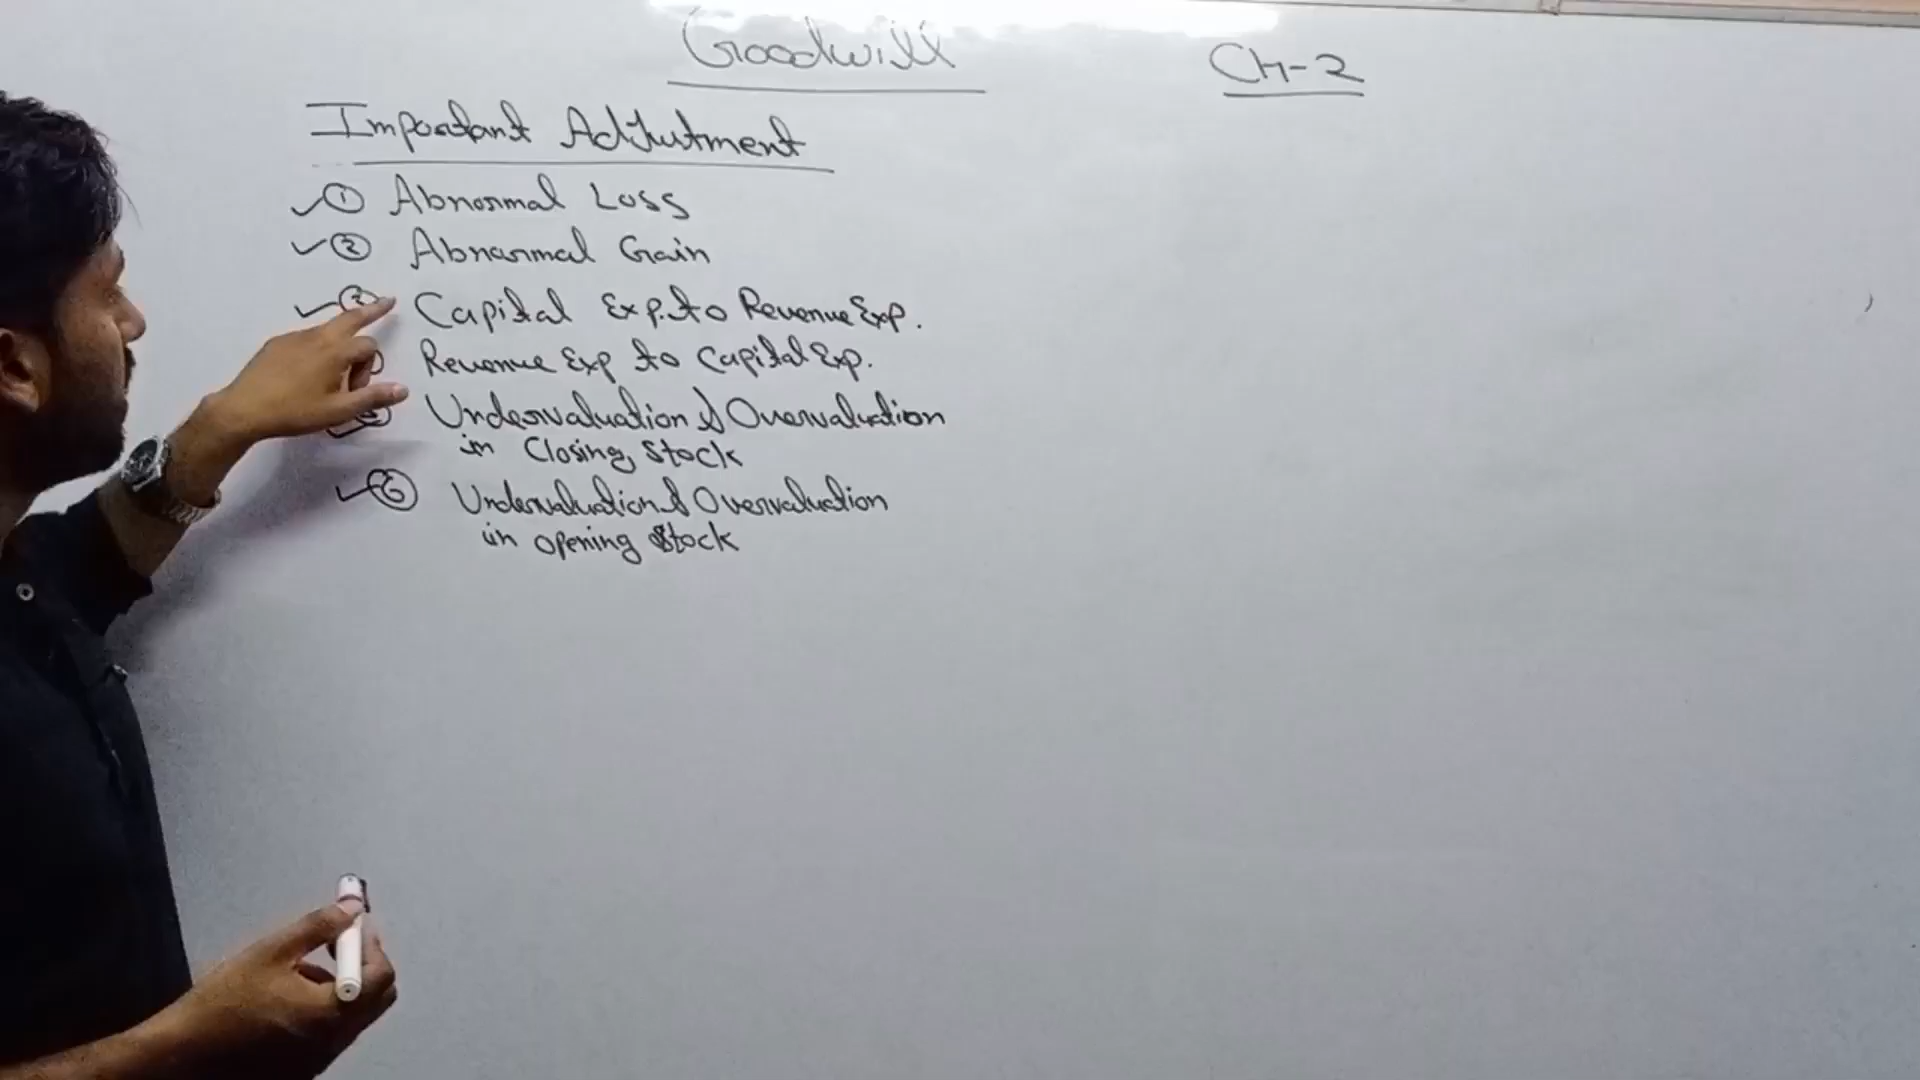 Goodwill
Ch-2
Important Adjustment
① Abnormal Loss
② Abnormal Gain
Capital Exp. to Revenue Exp.
Revenue Exp to Capital Exp.
Undervaluation & Overvaluation
in Closing Stock
⑥ Undervaluation & Overvaluation
in opening Stock